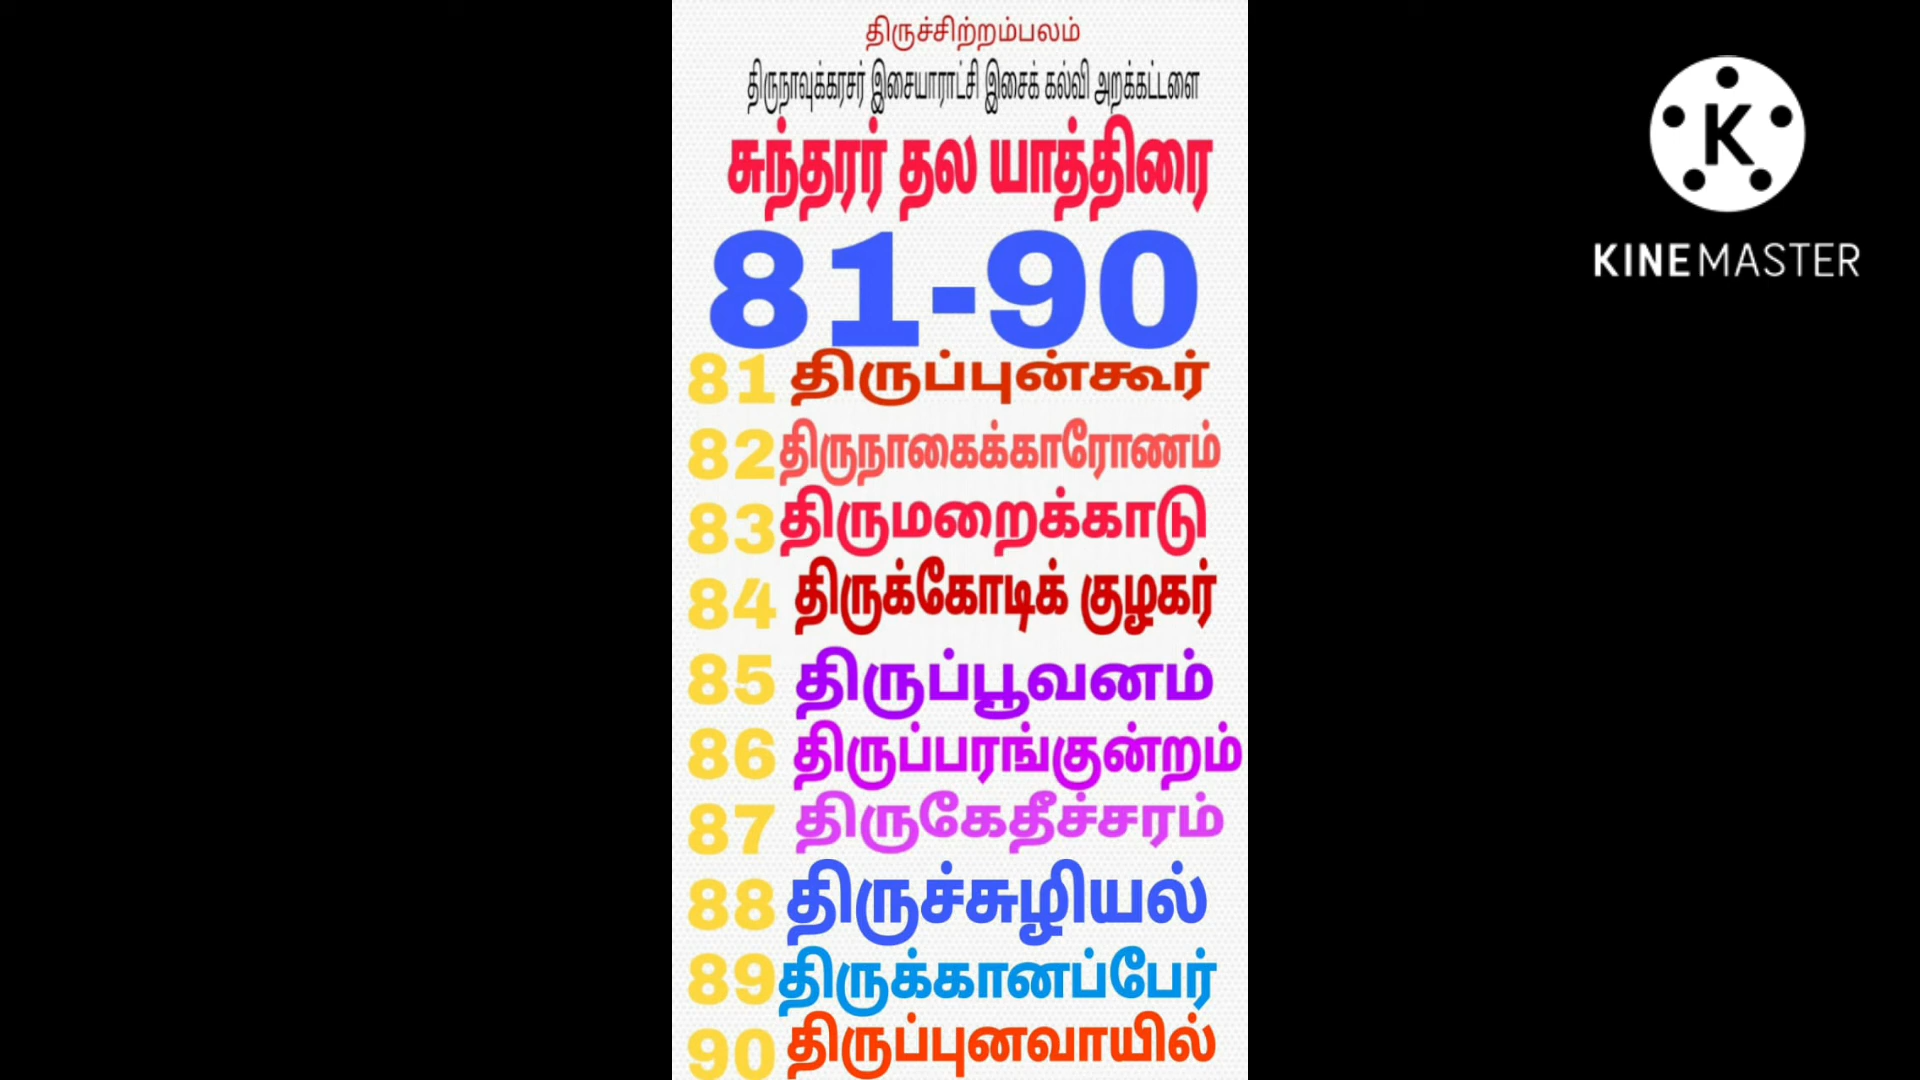 திருச்சிற்றம்பலம்
திருநாவுக்கரசர் இசையாராட்சி இசைக் கல்வி அறக்கட்டளை
சுந்தரர் தல யாத்திரை
81-90
81 திருப்புன்கூர்
82 திருநாகைக்காரோணம்
83 திருமறைக்காடு
84 திருக்கோடிக் குழகர்
85 திருப்பூவனம்
86 திருப்பரங்குன்றம்
87 திருகேதீச்சரம்
88 திருச்சுழியல்
89 திருக்கானப்பேர்
90 திருப்புனவாயில்
K
KINEMASTER